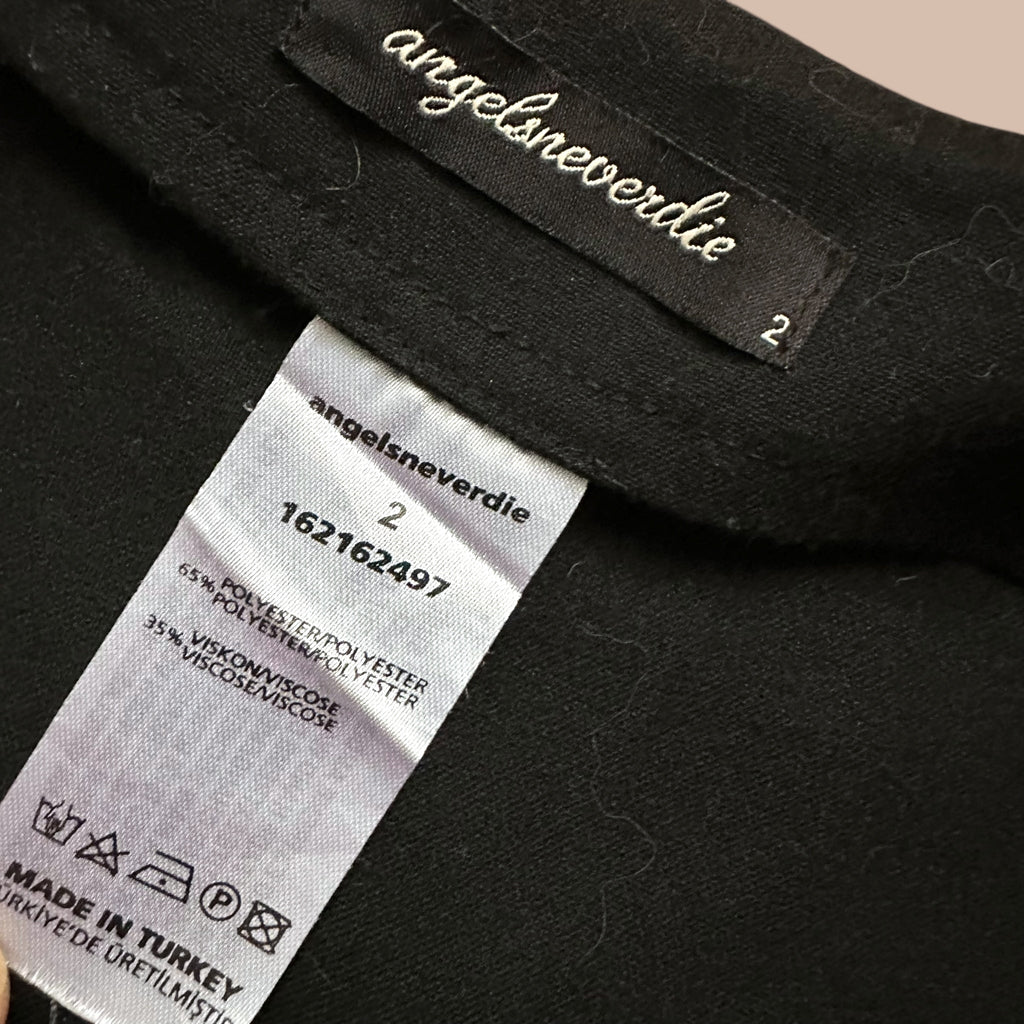 angelsneverdie
2
angelsneverdie
2
162162497
65% POLYESTER/POLYESTER
POLYESTER/POLYESTER
35% VISKON/VISCOSE
VISCOSE/VISCOSE
P
MADE IN TURKEY
ÜRKİYE'DE ÜRETİLMİŞTİR